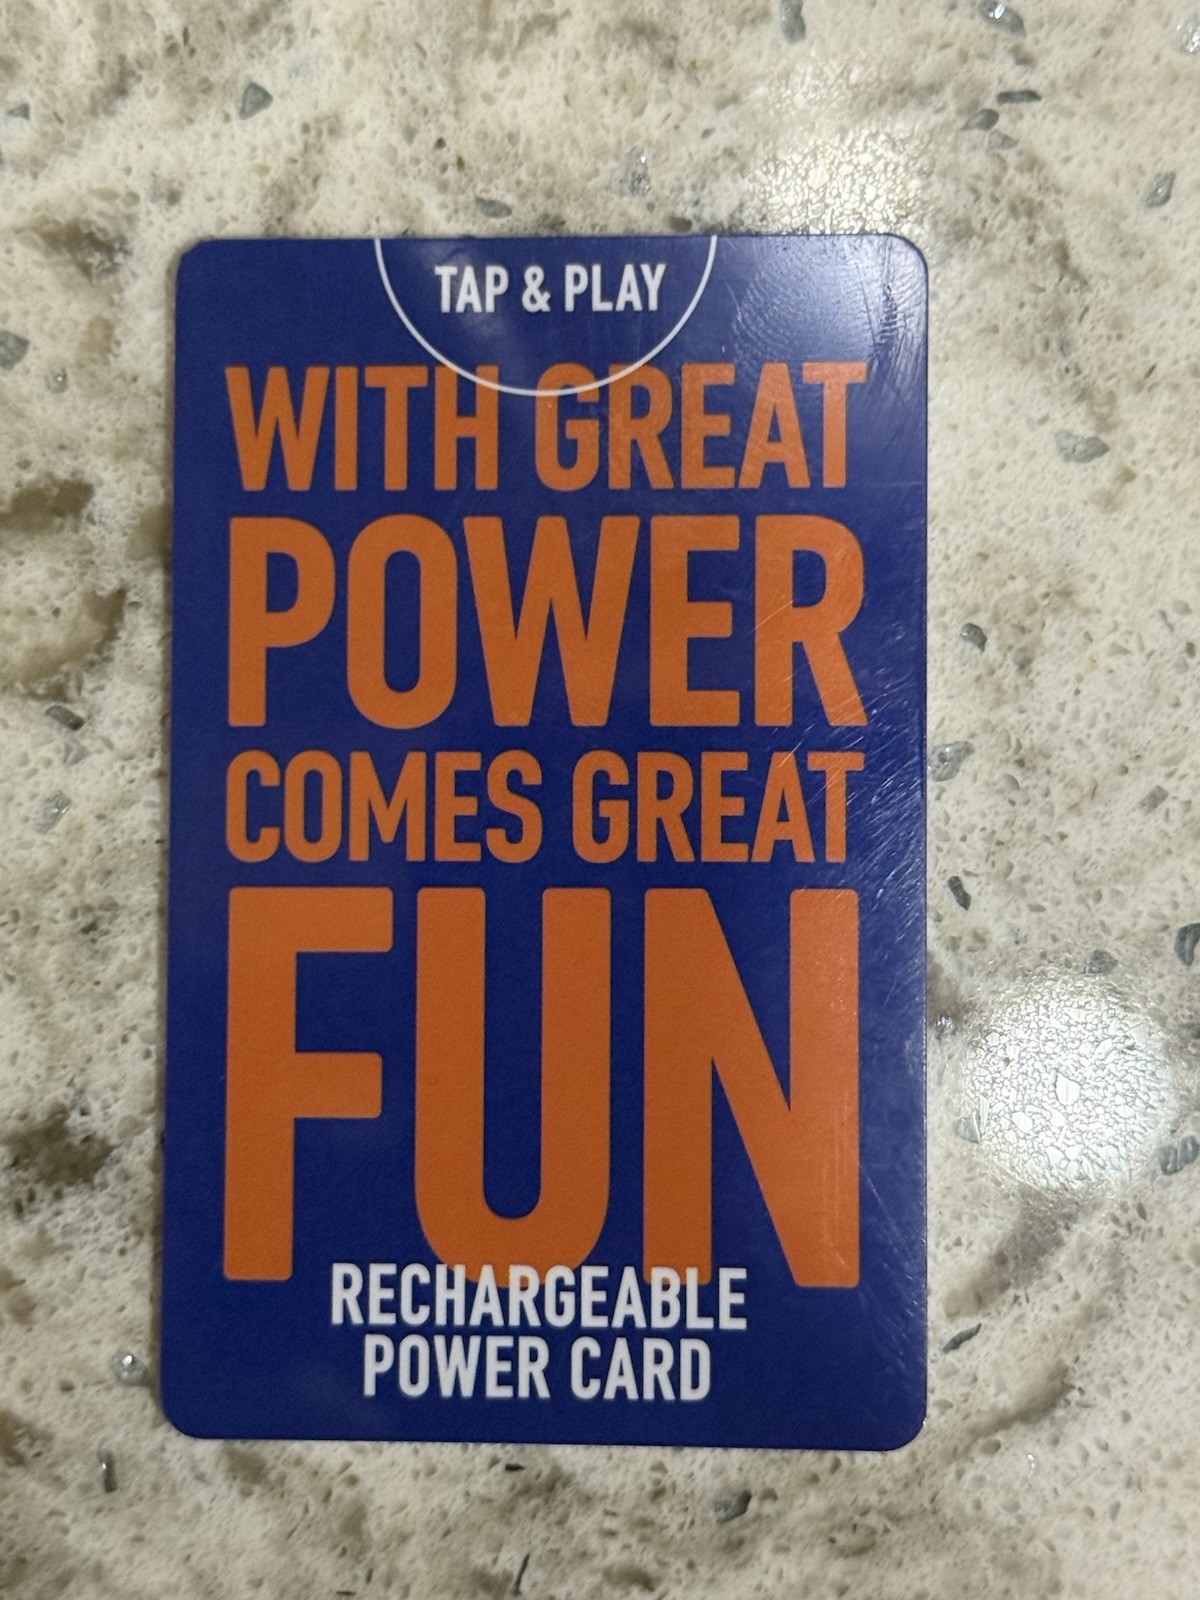 TAP & PLAY
WITH GREAT
POWER
COMES GREAT
FUN
RECHARGEABLE
POWER CARD